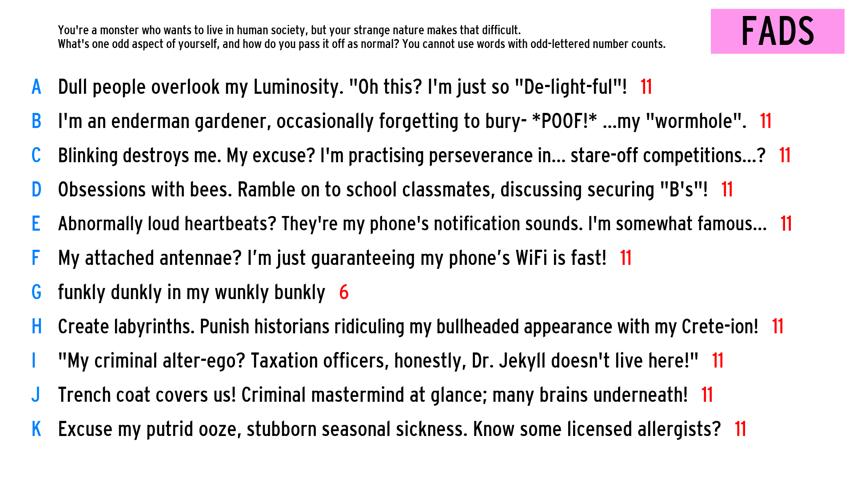 You're a monster who wants to live in human society, but your strange nature makes that difficult.
What's one odd aspect of yourself, and how do you pass it off as normal? You cannot use words with odd-lettered number counts.
FADS
A Dull people overlook my Luminosity. "Oh this? I'm just so "De-light-ful"! 11
B I'm an enderman gardener, occasionally forgetting to bury- *POOF!* ...my "wormhole". 11
C Blinking destroys me. My excuse? I'm practising perseverance in... stare-off competitions...? 11
D Obsessions with bees. Ramble on to school classmates, discussing securing "B's"! 11
E Abnormally loud heartbeats? They're my phone's notification sounds. I'm somewhat famous... 11
F My attached antennae? I’m just guaranteeing my phone’s WiFi is fast! 11
G funkly dunkly in my wunkly bunkly 6
H Create labyrinths. Punish historians ridiculing my bullheaded appearance with my Crete-ion! 11
I "My criminal alter-ego? Taxation officers, honestly, Dr. Jekyll doesn't live here!" 11
J Trench coat covers us! Criminal mastermind at glance; many brains underneath! 11
K Excuse my putrid ooze, stubborn seasonal sickness. Know some licensed allergists? 11